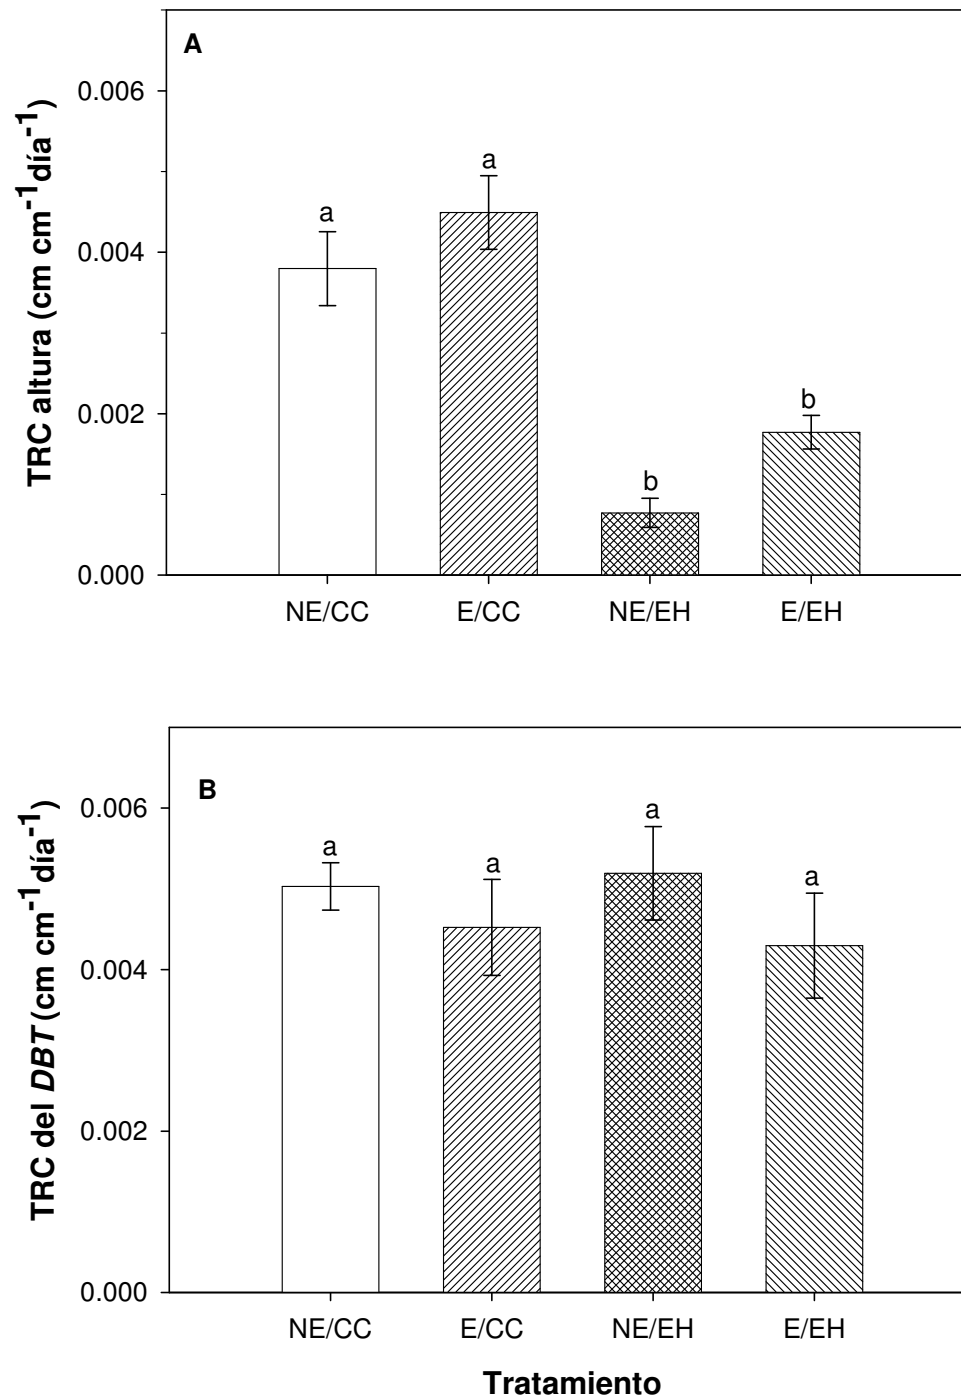 A
TRC altura (cm cm⁻¹día⁻¹)
0.006
0.004
0.002
0.000
a
a
b
b
NE/CC
E/CC
NE/EH
E/EH
B
TRC del DBT (cm cm⁻¹día⁻¹)
0.006
0.004
0.002
0.000
a
a
a
a
NE/CC
E/CC
NE/EH
E/EH
Tratamiento